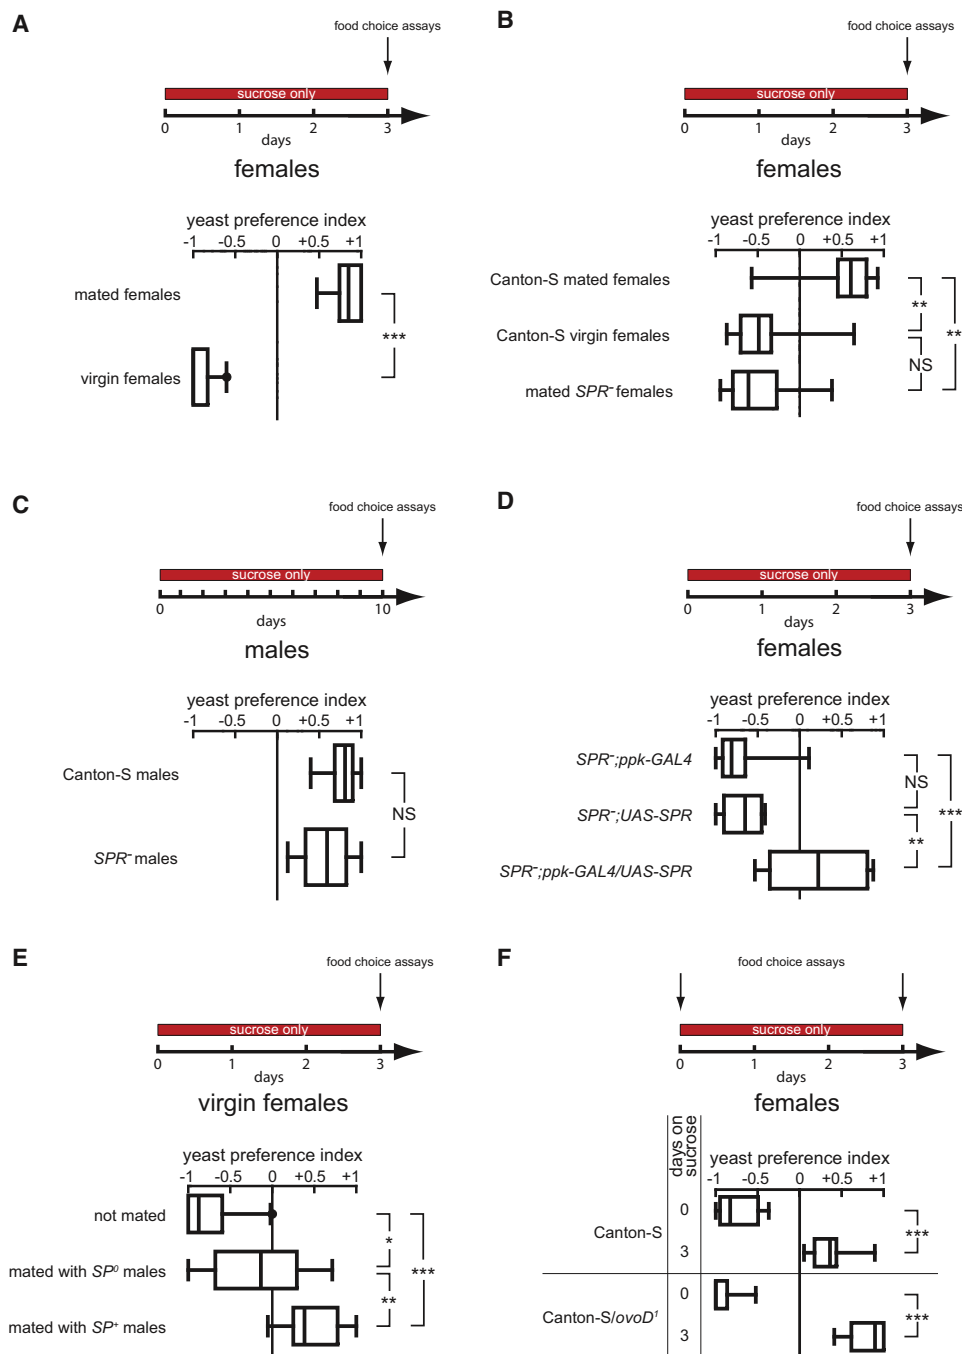 A
food choice assays
sucrose only
0 1 2 3
days
females
yeast preference index
-1 -0.5 0 +0.5 +1
mated females
virgin females
***
B
food choice assays
sucrose only
0 1 2 3
days
females
yeast preference index
-1 -0.5 0 +0.5 +1
Canton-S mated females
Canton-S virgin females
mated SPR⁻ females
**
NS
**
C
food choice assays
sucrose only
0 10
days
males
yeast preference index
-1 -0.5 0 +0.5 +1
Canton-S males
SPR⁻ males
NS
D
food choice assays
sucrose only
0 1 2 3
days
females
yeast preference index
-1 -0.5 0 +0.5 +1
SPR⁻;ppk-GAL4
SPR⁻;UAS-SPR
SPR⁻;ppk-GAL4/UAS-SPR
NS
**
***
E
food choice assays
sucrose only
0 1 2 3
days
virgin females
yeast preference index
-1 -0.5 0 +0.5 +1
not mated
mated with SP⁰ males
mated with SP⁺ males
*
**
***
F
food choice assays
sucrose only
0 1 2 3
days
females
days on sucrose
yeast preference index
-1 -0.5 0 +0.5 +1
Canton-S
0
3
***
Canton-S/ovoD¹
0
3
***